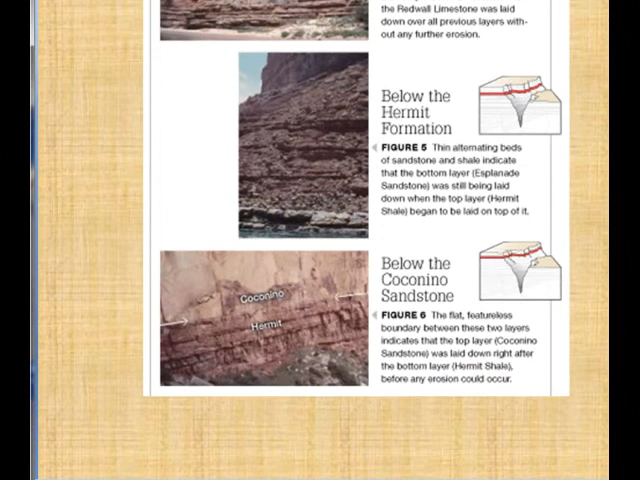 the Redwall Limestone was laid
down over all previous layers with-
out any further erosion.
Below the
Hermit
Formation
FIGURE 5 Thin alternating beds
of sandstone and shale indicate
that the bottom layer (Esplanade
Sandstone) was still being laid
down when the top layer (Hermit
Shale) began to be laid on top of it.
Coconino
Hermit
Below the
Coconino
Sandstone
FIGURE 6 The flat, featureless
boundary between these two layers
indicates that the top layer (Coconino
Sandstone) was laid down right after
the bottom layer (Hermit Shale),
before any erosion could occur.